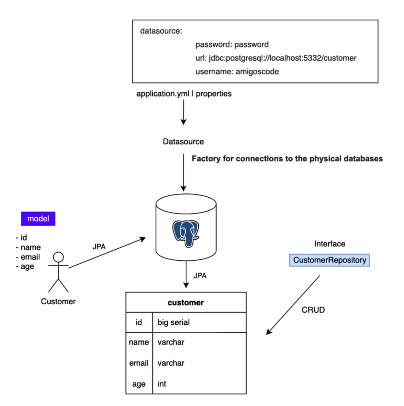 datasource:
password: password
url: jdbc:postgresql://localhost:5332/customer
username: amigoscode
application.yml | properties
Datasource
Factory for connections to the physical databases
model
- id
- name
- email
- age
Customer
JPA
JPA
Interface
CustomerRepository
CRUD
customer
id big serial
name varchar
email varchar
age int